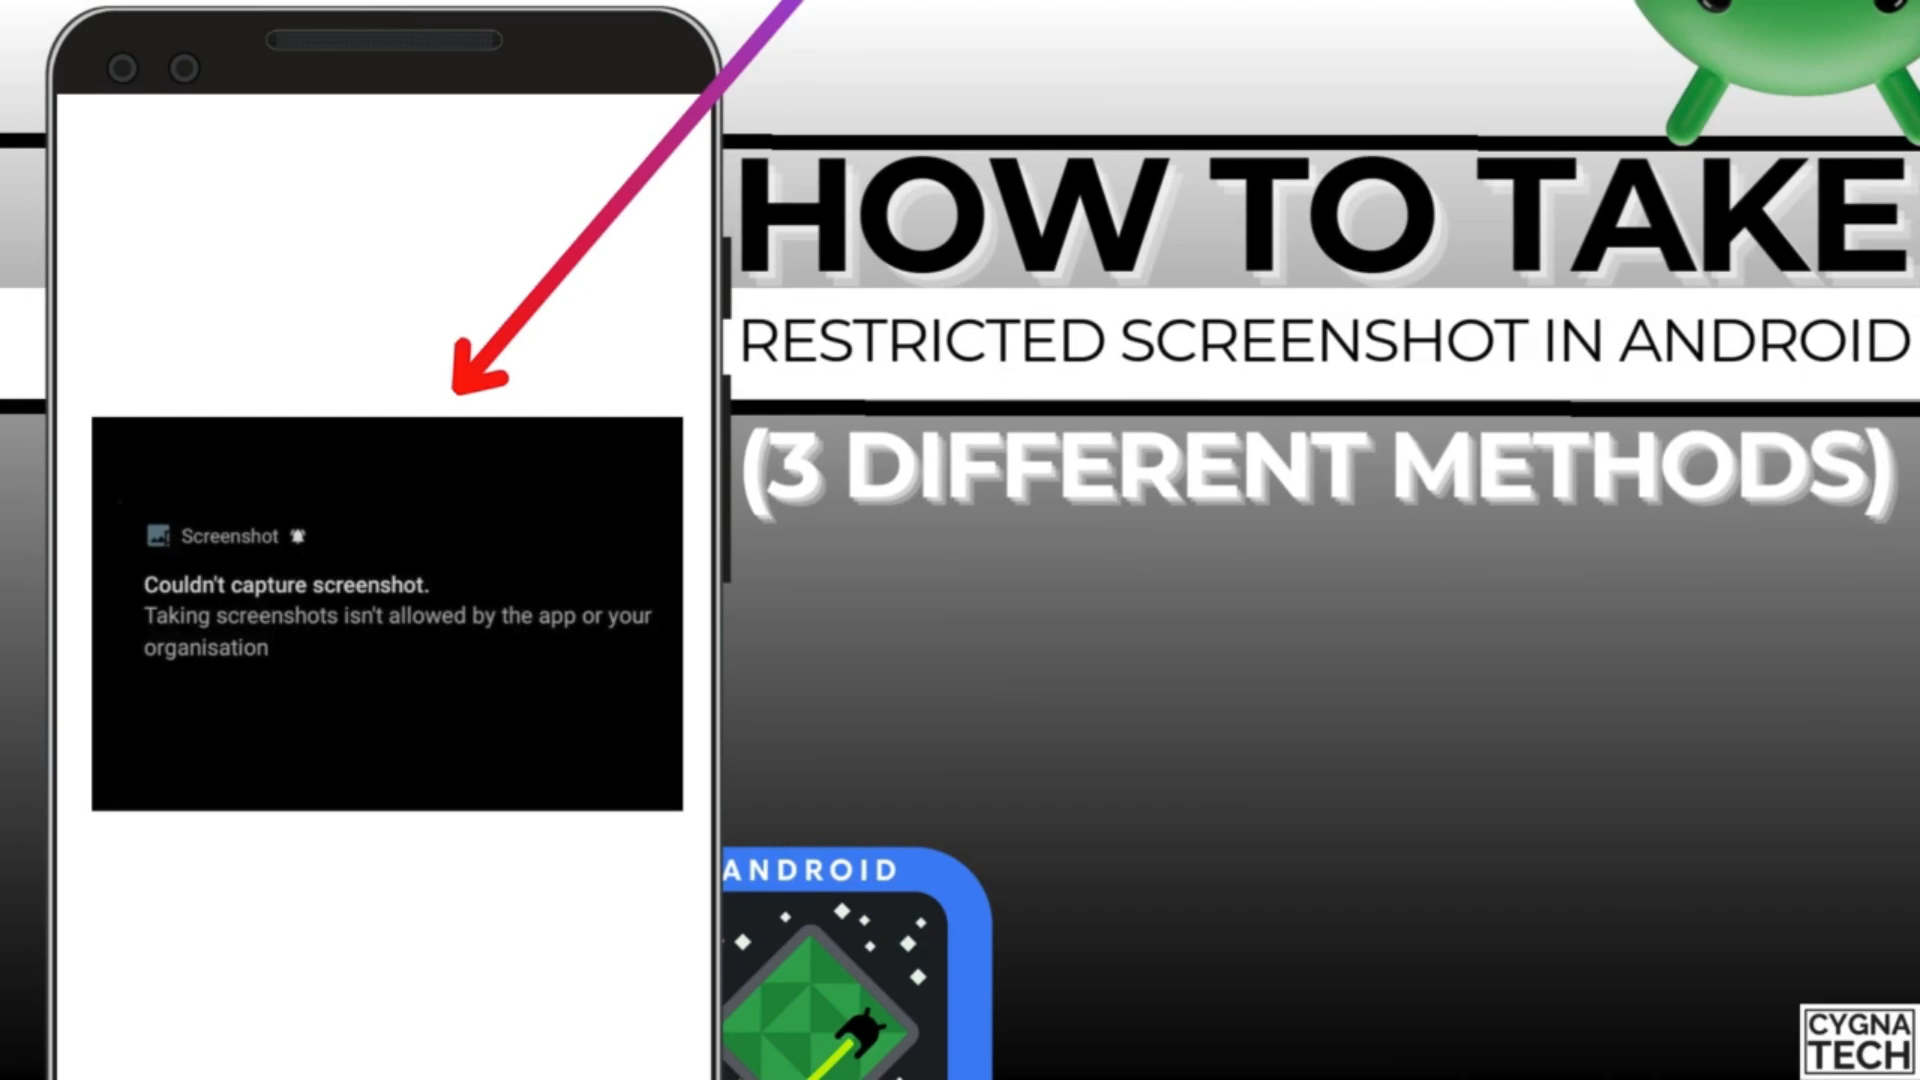 HOW TO TAKE
RESTRICTED SCREENSHOT IN ANDROID
(3 DIFFERENT METHODS)
Screenshot
Couldn't capture screenshot.
Taking screenshots isn't allowed by the app or your
organisation
ANDROID
CYGNA
TECH